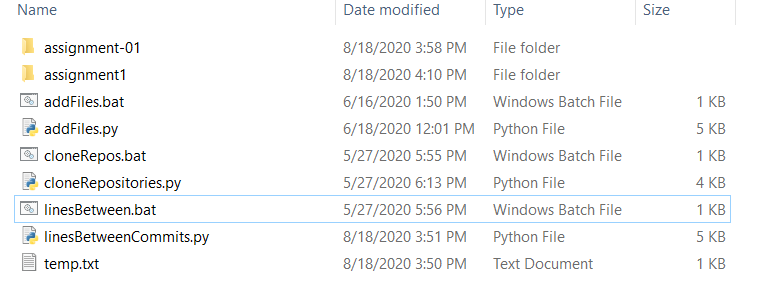 Name Date modified Type Size
assignment-01 8/18/2020 3:58 PM File folder
assignment1 8/18/2020 4:10 PM File folder
addFiles.bat 6/16/2020 1:50 PM Windows Batch File 1 KB
addFiles.py 6/18/2020 12:01 PM Python File 5 KB
cloneRepos.bat 5/27/2020 5:55 PM Windows Batch File 1 KB
cloneRepositories.py 5/27/2020 6:13 PM Python File 4 KB
linesBetween.bat 5/27/2020 5:56 PM Windows Batch File 1 KB
linesBetweenCommits.py 8/18/2020 3:51 PM Python File 5 KB
temp.txt 8/18/2020 3:50 PM Text Document 1 KB